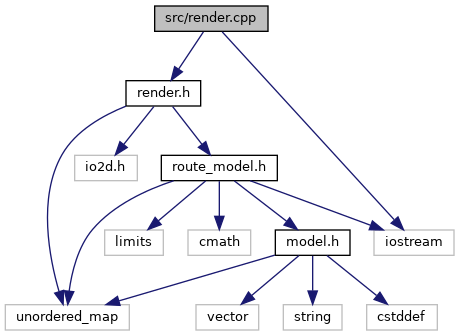 src/render.cpp
render.h
io2d.h
route_model.h
limits
cmath
model.h
iostream
unordered_map
vector
string
cstddef